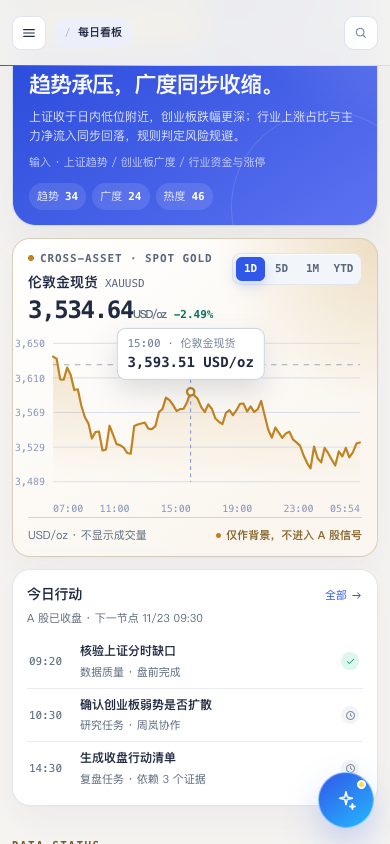 / 每日看板
趋势承压，广度同步收缩。
上证收于日内低位附近，创业板跌幅更深；行业上涨占比与主
力净流入同步回落，规则判定风险规避。
输入 · 上证趋势 / 创业板广度 / 行业资金与涨停
趋势 34 广度 24 热度 46
CROSS-ASSET · SPOT GOLD
1D 5D 1M YTD
伦敦金现货 XAUUSD
3,534.64 USD/oz -2.49%
15:00 · 伦敦金现货
3,593.51 USD/oz
3,650
3,610
3,569
3,529
3,489
07:00 11:00 15:00 19:00 23:00 05:54
USD/oz · 不显示成交量 仅作背景，不进入 A 股信号
今日行动 全部 →
A 股已收盘 · 下一节点 11/23 09:30
09:20 核验上证分时缺口
数据质量 · 盘前完成
10:30 确认创业板弱势是否扩散
研究任务 · 周岚协作
14:30 生成收盘行动清单
复盘任务 · 依赖 3 个证据
DATA STATUS